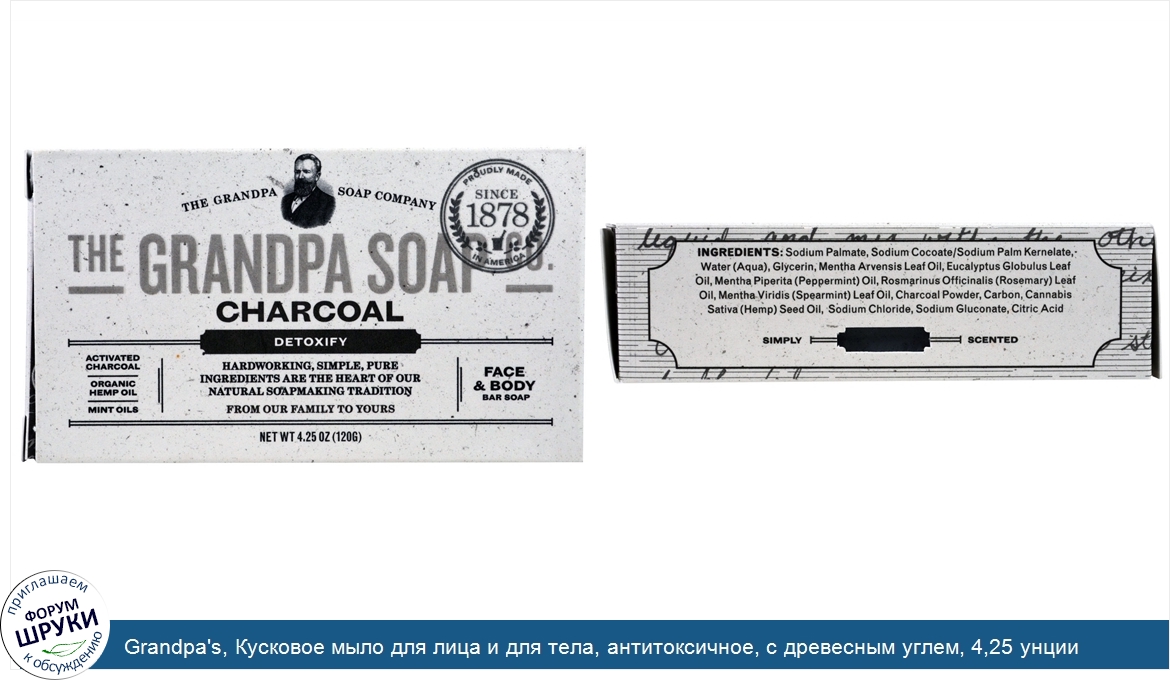 THE GRANDPA SOAP COMPANY
PROUDLY MADE
SINCE
1878
IN AMERICA
THE GRANDPA SOAP CO.
CHARCOAL
DETOXIFY
ACTIVATED
CHARCOAL
ORGANIC
HEMP OIL
MINT OILS
HARDWORKING, SIMPLE, PURE
INGREDIENTS ARE THE HEART OF OUR
NATURAL SOAPMAKING TRADITION
FROM OUR FAMILY TO YOURS
FACE
& BODY
BAR SOAP
NET WT 4.25 OZ (120G)
liquid and mix with the
INGREDIENTS: Sodium Palmate, Sodium Cocoate/Sodium Palm Kernelate,
Water (Aqua), Glycerin, Mentha Arvensis Leaf Oil, Eucalyptus Globulus Leaf
Oil, Mentha Piperita (Peppermint) Oil, Rosmarinus Officinalis (Rosemary) Leaf
Oil, Mentha Viridis (Spearmint) Leaf Oil, Charcoal Powder, Carbon, Cannabis
Sativa (Hemp) Seed Oil, Sodium Chloride, Sodium Gluconate, Citric Acid
SIMPLY SCENTED
приглашаем
ФОРУМ
ШРУКИ
к обсуждению
Grandpa's, Кусковое мыло для лица и для тела, антитоксичное, с древесным углем, 4,25 унции